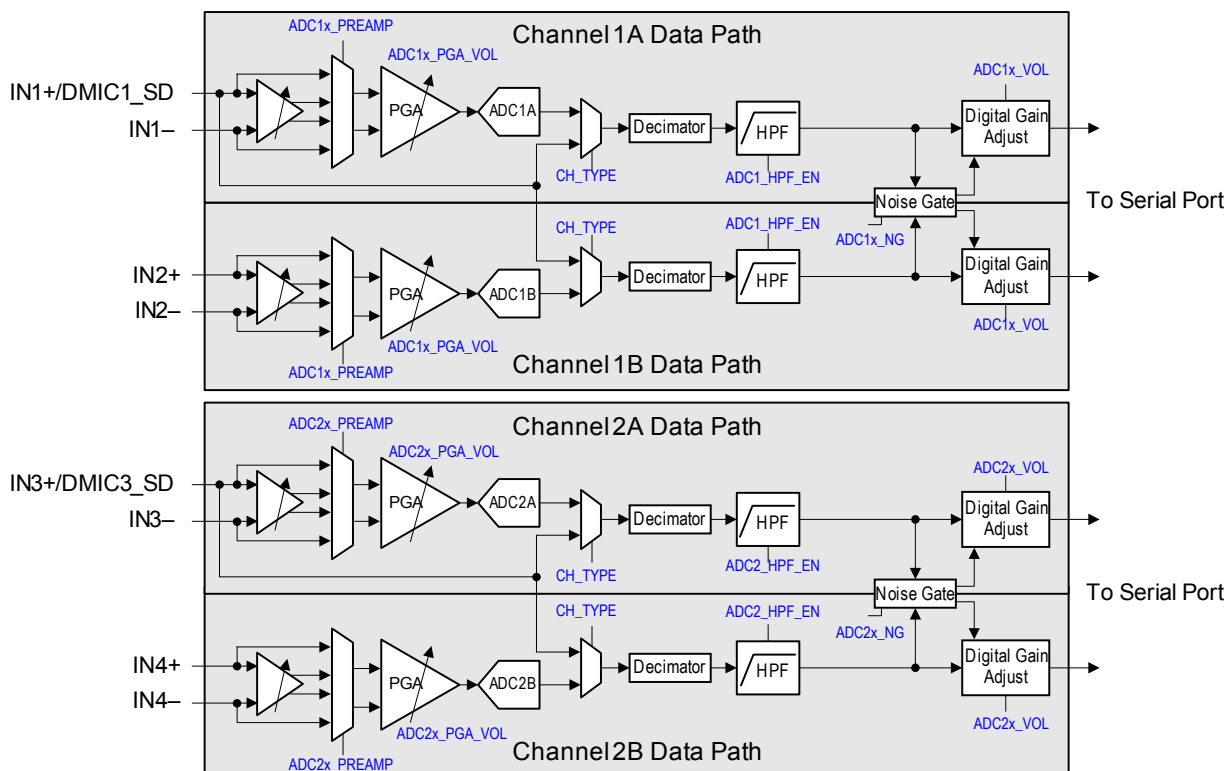 Channel 1A Data Path
ADC1x_PREAMP
ADC1x_PGA_VOL
ADC1x_VOL
IN1+/DMIC1_SD
IN1–
PGA
ADC1A
Decimator
HPF
Digital Gain
Adjust
CH_TYPE
ADC1_HPF_EN
Noise Gate
To Serial Port
CH_TYPE
ADC1_HPF_EN
ADC1x_NG
IN2+
IN2–
PGA
ADC1B
Decimator
HPF
Digital Gain
Adjust
ADC1x_PGA_VOL
ADC1x_VOL
ADC1x_PREAMP
Channel 1B Data Path
Channel 2A Data Path
ADC2x_PREAMP
ADC2x_PGA_VOL
ADC2x_VOL
IN3+/DMIC3_SD
IN3–
PGA
ADC2A
Decimator
HPF
Digital Gain
Adjust
CH_TYPE
ADC2_HPF_EN
Noise Gate
To Serial Port
CH_TYPE
ADC2_HPF_EN
ADC2x_NG
IN4+
IN4–
PGA
ADC2B
Decimator
HPF
Digital Gain
Adjust
ADC2x_PGA_VOL
ADC2x_VOL
ADC2x_PREAMP
Channel 2B Data Path